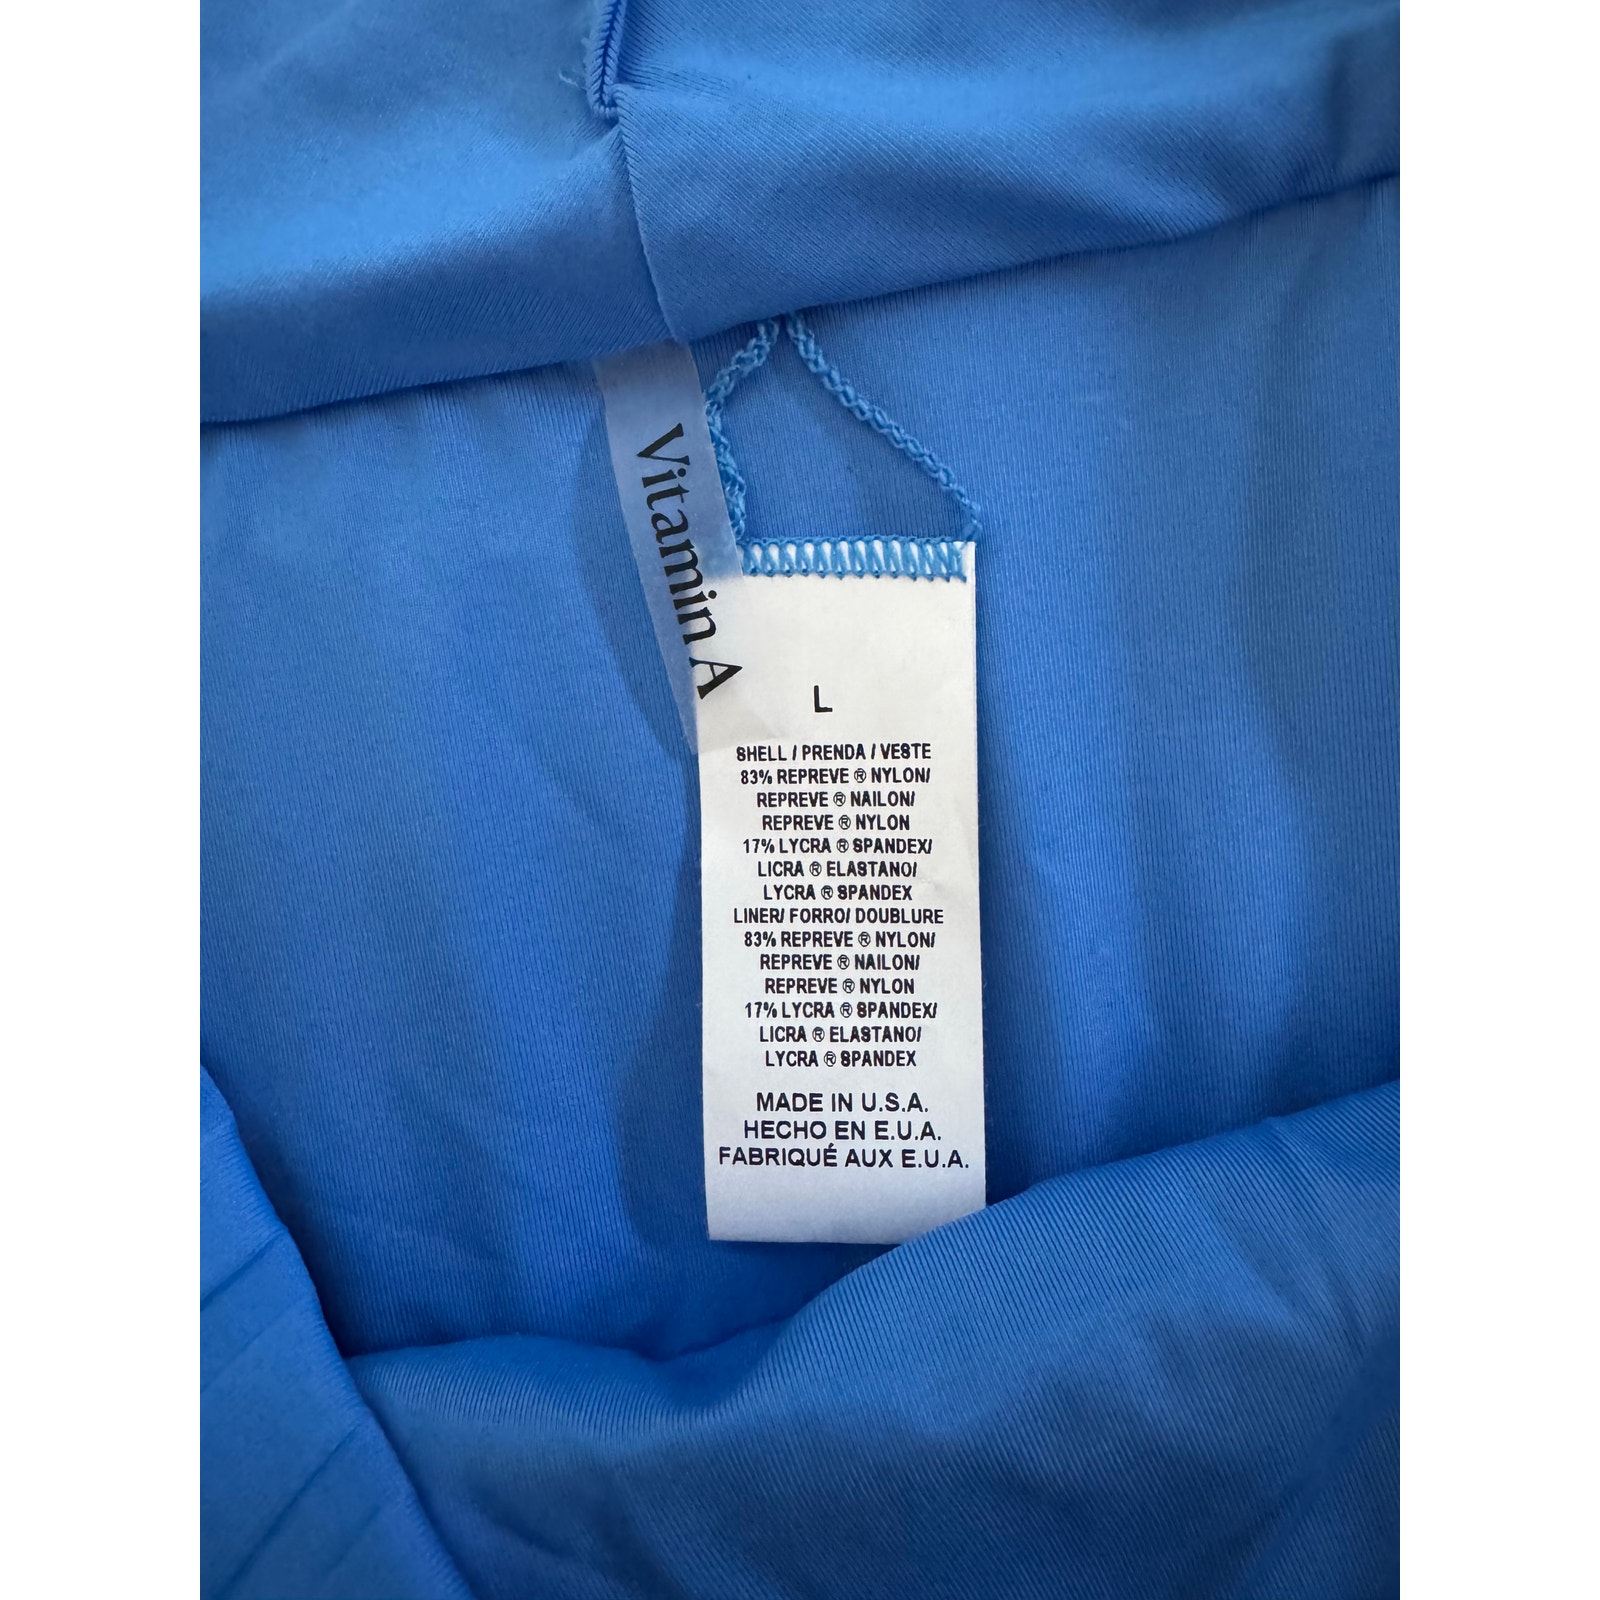 Vitamin A
L
SHELL / PRENDA / VESTE
83% REPREVE ® NYLON/
REPREVE ® NAILON/
REPREVE ® NYLON
17% LYCRA ® SPANDEX/
LICRA ® ELASTANO/
LYCRA ® SPANDEX
LINER/ FORRO/ DOUBLURE
83% REPREVE ® NYLON/
REPREVE ® NAILON/
REPREVE ® NYLON
17% LYCRA ® SPANDEX/
LICRA ® ELASTANO/
LYCRA ® SPANDEX
MADE IN U.S.A.
HECHO EN E.U.A.
FABRIQUÉ AUX E.U.A.